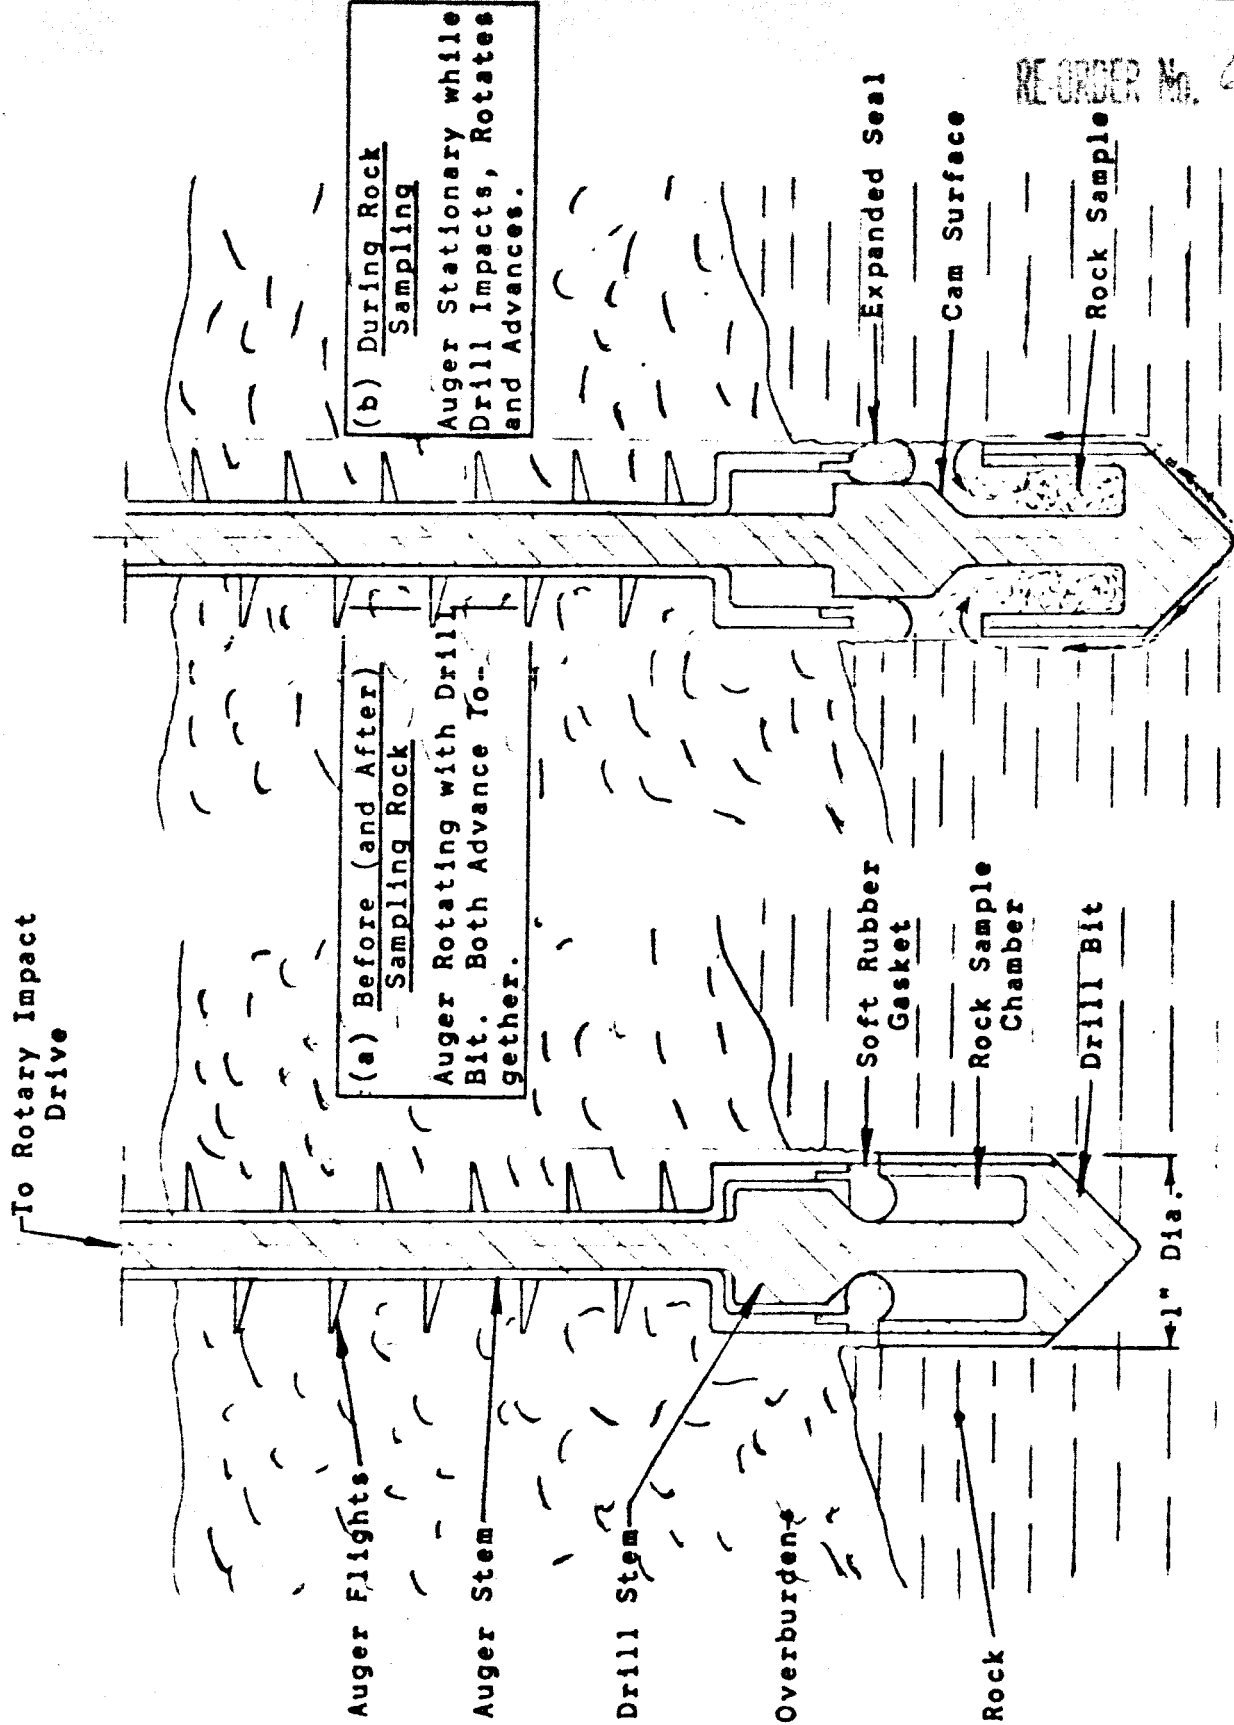 To Rotary Impact
Drive
Auger Flights
Auger Stem
Drill Stem
Overburden
Rock
(a) Before (and After)
Sampling Rock
Auger Rotating with Drill
Bit. Both Advance To-
gether.
Soft Rubber
Gasket
Rock Sample
Chamber
Drill Bit
1" Dia.
(b) During Rock
Sampling
Auger Stationary while
Drill Impacts, Rotates
and Advances.
Expanded Seal
Cam Surface
Rock Sample
RE-ORDER No.